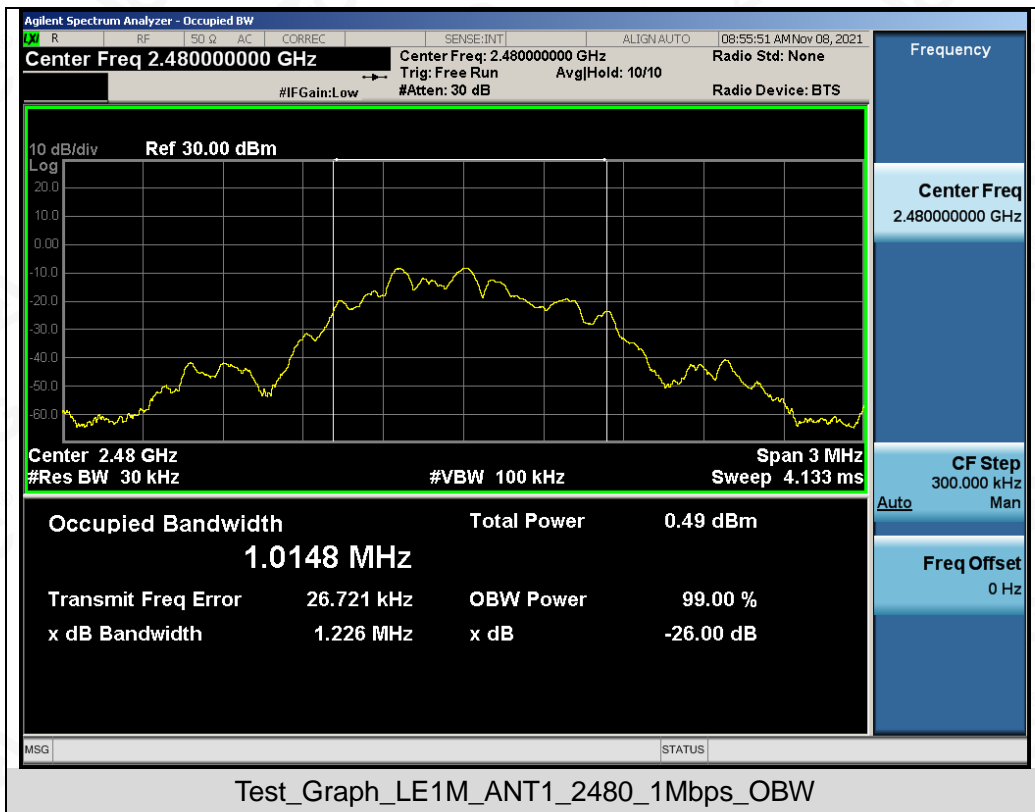 Agilent Spectrum Analyzer - Occupied BW
LXI R RF 50 Ω AC CORREC SENSE:INT ALIGN AUTO 08:55:51 AM Nov 08, 2021
Center Freq 2.480000000 GHz
Center Freq: 2.480000000 GHz
Radio Std: None
Trig: Free Run Avg|Hold: 10/10
#IFGain:Low #Atten: 30 dB Radio Device: BTS
10 dB/div Ref 30.00 dBm
Log
20.0
10.0
0.00
-10.0
-20.0
-30.0
-40.0
-50.0
-60.0
Center 2.48 GHz Span 3 MHz
#Res BW 30 kHz #VBW 100 kHz Sweep 4.133 ms
Occupied Bandwidth Total Power 0.49 dBm
1.0148 MHz
Transmit Freq Error 26.721 kHz OBW Power 99.00 %
x dB Bandwidth 1.226 MHz x dB -26.00 dB
MSG STATUS
Frequency
Center Freq
2.480000000 GHz
CF Step
300.000 kHz
Auto Man
Freq Offset
0 Hz
Test_Graph_LE1M_ANT1_2480_1Mbps_OBW